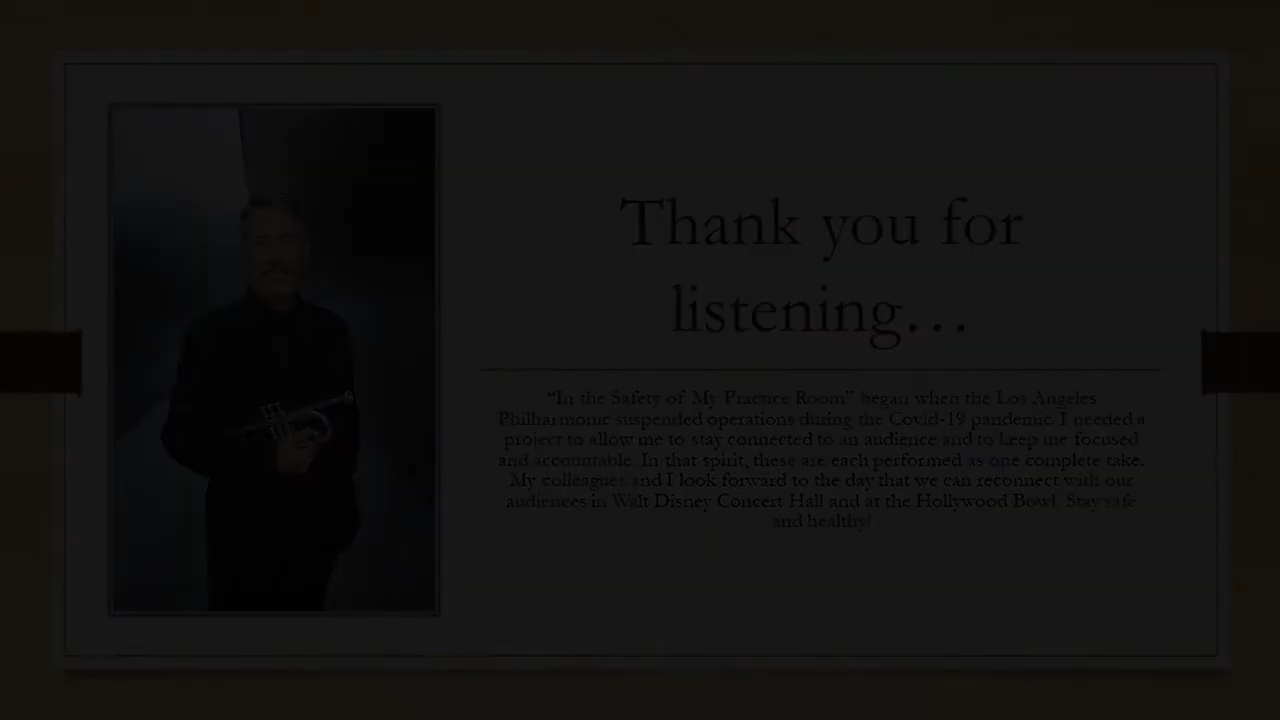 Thank you for
listening…
“In the Safety of My Practice Room” began when the Los Angeles
Philharmonic suspended operations during the Covid-19 pandemic. I needed a
project to allow me to stay connected to an audience and to keep me focused
and accountable. In that spirit, these are each performed as one complete take.
My colleagues and I look forward to the day that we can reconnect with our
audiences in Walt Disney Concert Hall and at the Hollywood Bowl. Stay safe
and healthy!